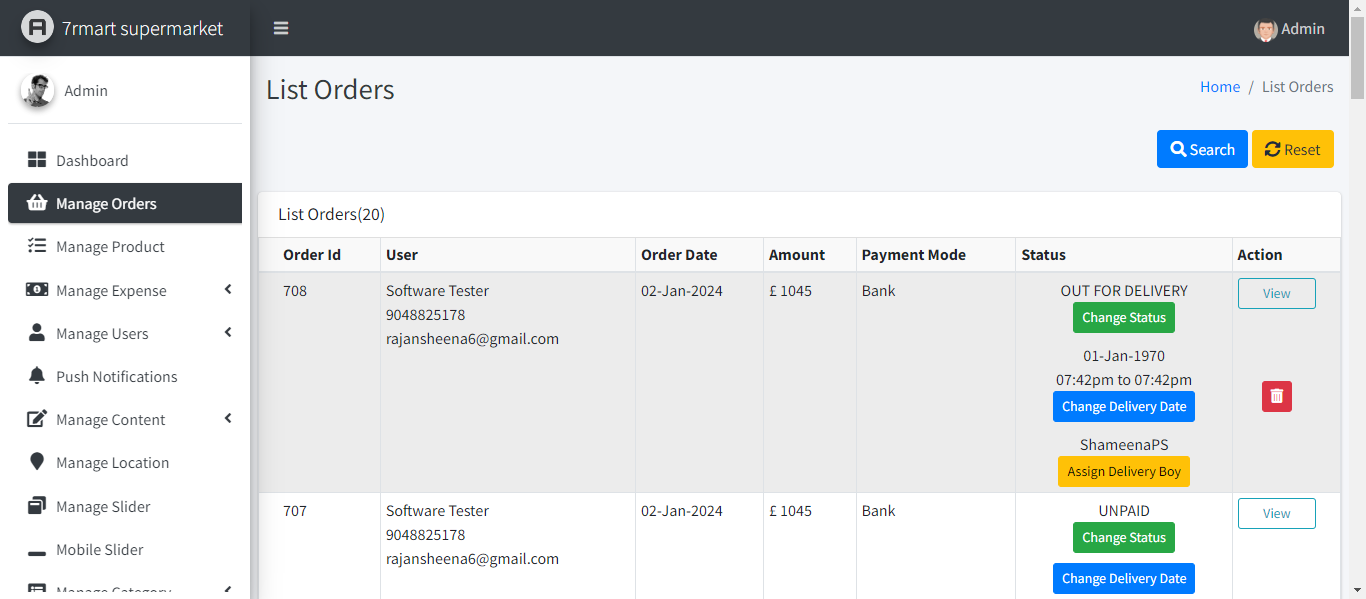 7rmart supermarket
Admin
Admin
Dashboard
Manage Orders
Manage Product
Manage Expense
Manage Users
Push Notifications
Manage Content
Manage Location
Manage Slider
Mobile Slider
Manage Category
List Orders
Home / List Orders
Search Reset
List Orders(20)
Order Id User Order Date Amount Payment Mode Status Action
708 Software Tester 02-Jan-2024 £ 1045 Bank OUT FOR DELIVERY View
9048825178
rajansheena6@gmail.com
Change Status
01-Jan-1970
07:42pm to 07:42pm
Change Delivery Date
ShameenaPS
Assign Delivery Boy
707 Software Tester 02-Jan-2024 £ 1045 Bank UNPAID View
9048825178
rajansheena6@gmail.com
Change Status
Change Delivery Date